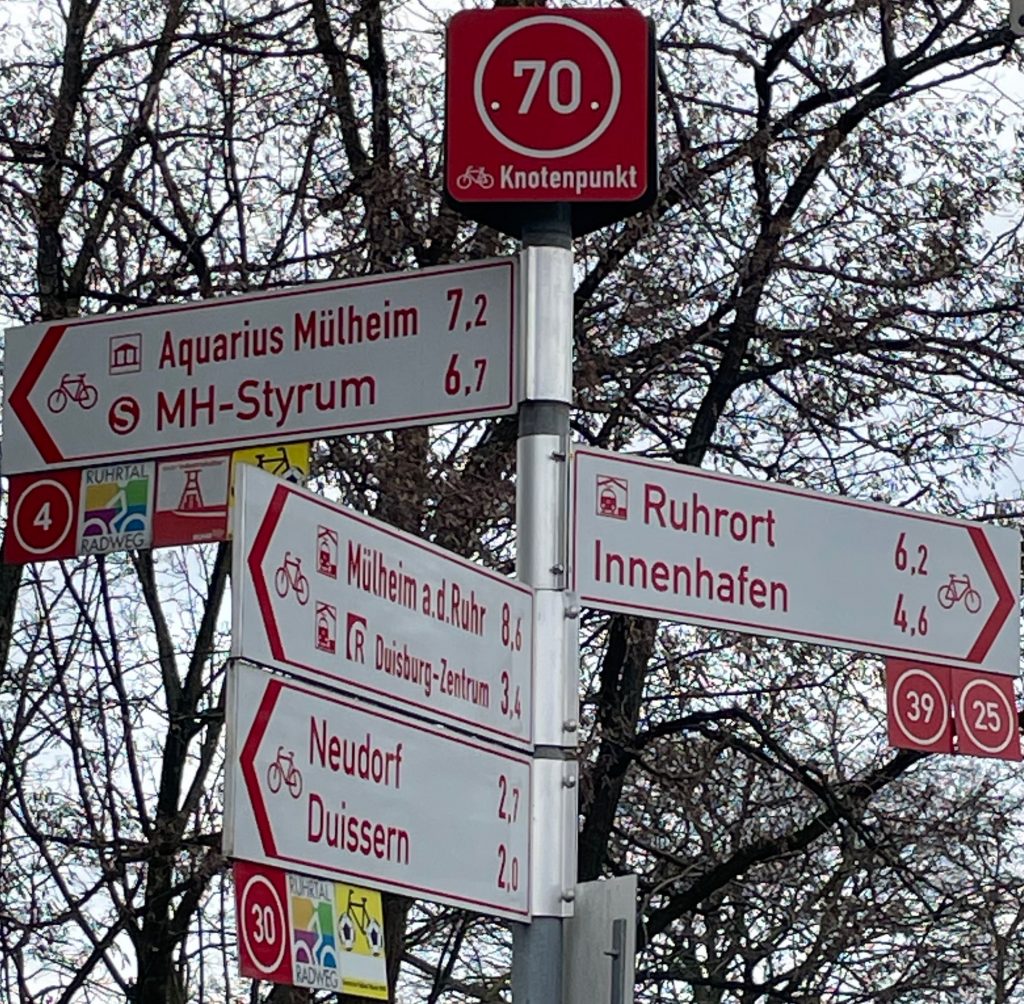 70
Knotenpunkt
Aquarius Mülheim 7,2
S MH-Styrum 6,7
4
RUHRTAL
RADWEG
Ruhrort 6,2
Innenhafen 4,6
39 25
Mülheim a.d.Ruhr 8,6
R Duisburg-Zentrum 3,4
Neudorf 2,7
Duissern 2,0
30
RUHRTAL
RADWEG